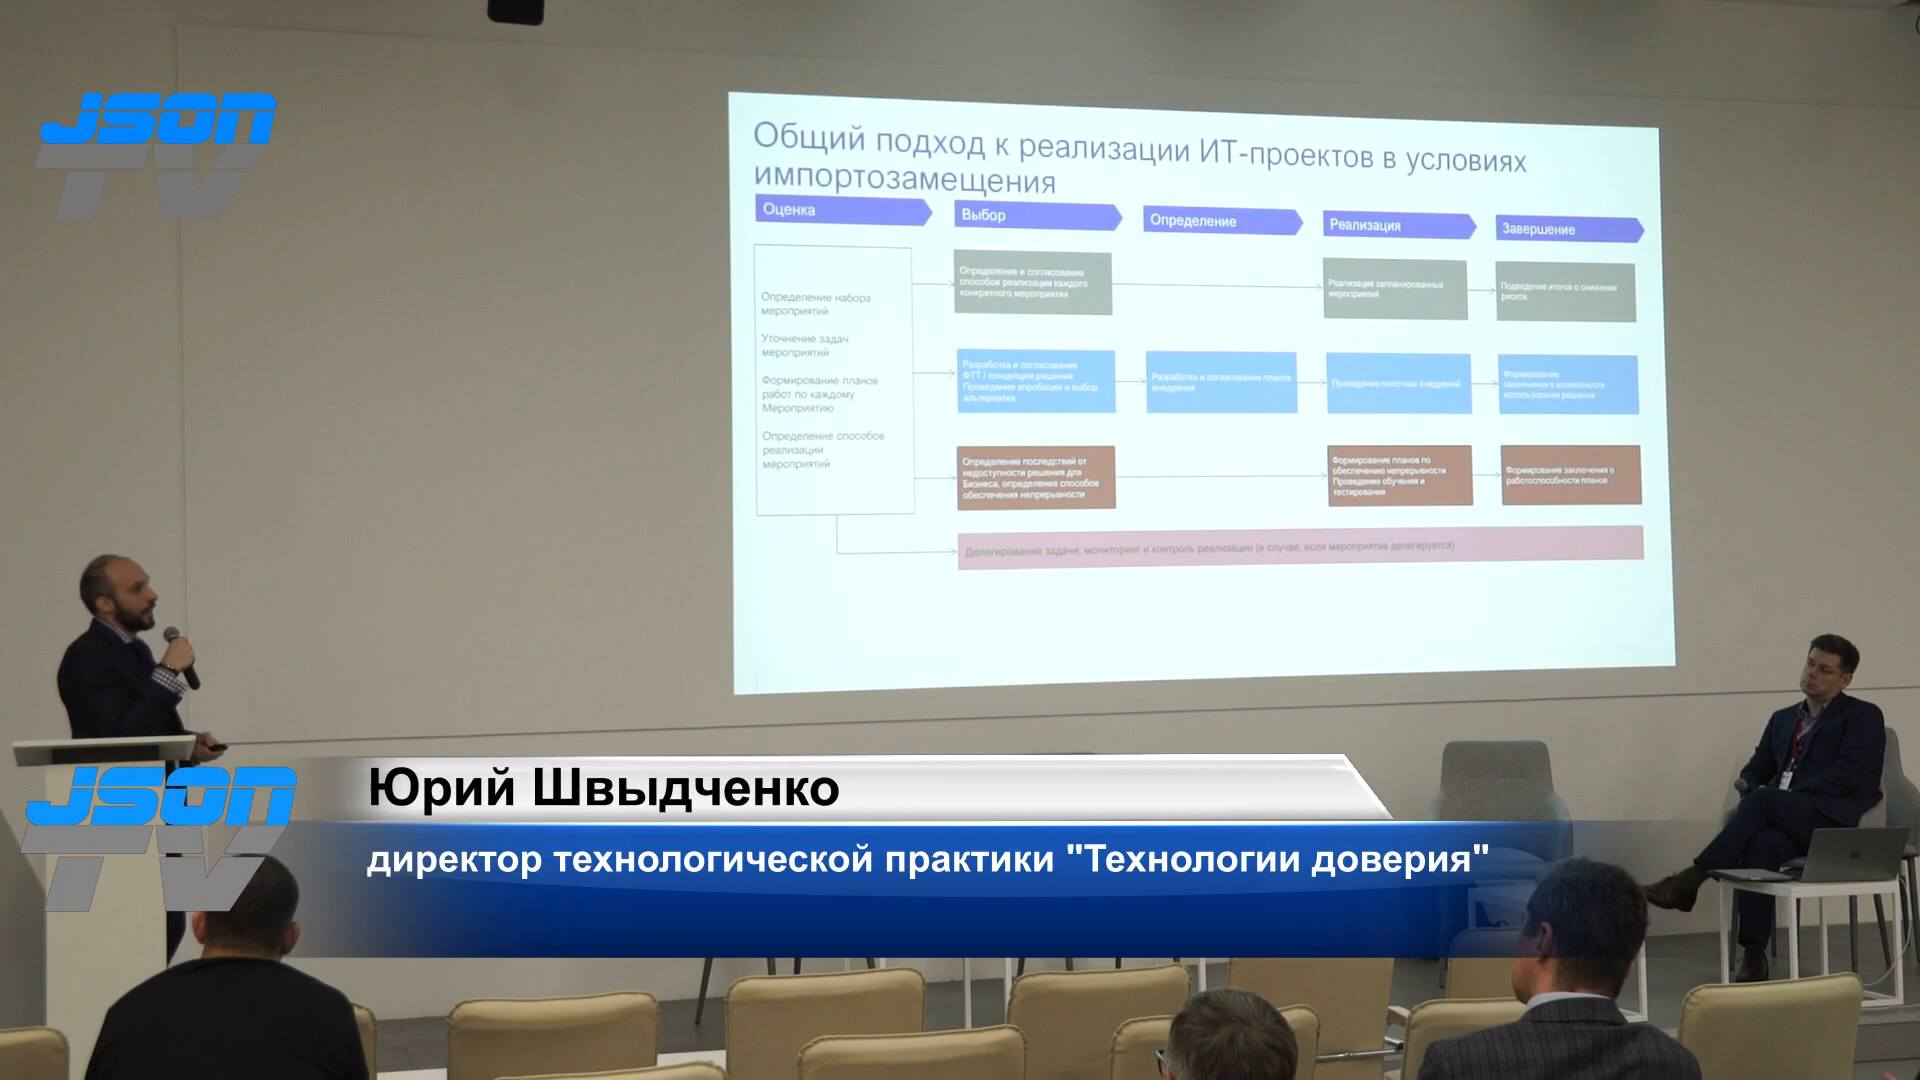 JSON
TV
Общий подход к реализации ИТ-проектов в условиях
импортозамещения
Оценка
Выбор
Определение
Реализация
Завершение
Определение набора
мероприятий
Уточнение задач
мероприятий
Формирование планов
работ по каждому
Мероприятию
Определение способов
реализации
мероприятий
Определение и согласование
способов реализации каждого
конкретного мероприятия
Реализация запланированных
мероприятий
Подведение итогов о снижении
рисков
Разработка и согласование
ФТТ / концепции решения
Проведение апробации и выбор
альтернатив
Разработка и согласование планов
внедрения
Проведение пилотных внедрений
Формирование
заключения о возможности
использования решения
Определение последствий от
недоступности решения для
Бизнеса, определение способов
обеспечения непрерывности
Формирование планов по
обеспечению непрерывности
Проведение обучения и
тестирования
Формирование заключения о
работоспособности планов
Делегирование задачи, мониторинг и контроль реализации (в случае, если мероприятие делегируется)
JSON
TV
Юрий Швыдченко
директор технологической практики "Технологии доверия"